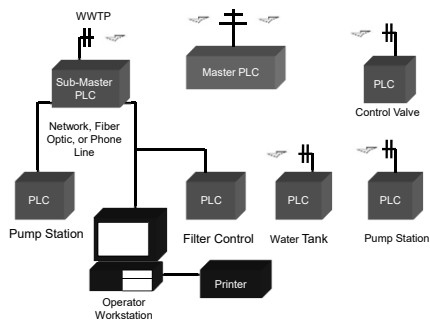 WWTP
Sub-Master
PLC
Master PLC
PLC
Control Valve
Network, Fiber
Optic, or Phone
Line
PLC
Pump Station
PLC
Filter Control
PLC
Water Tank
PLC
Pump Station
Operator
Workstation
Printer